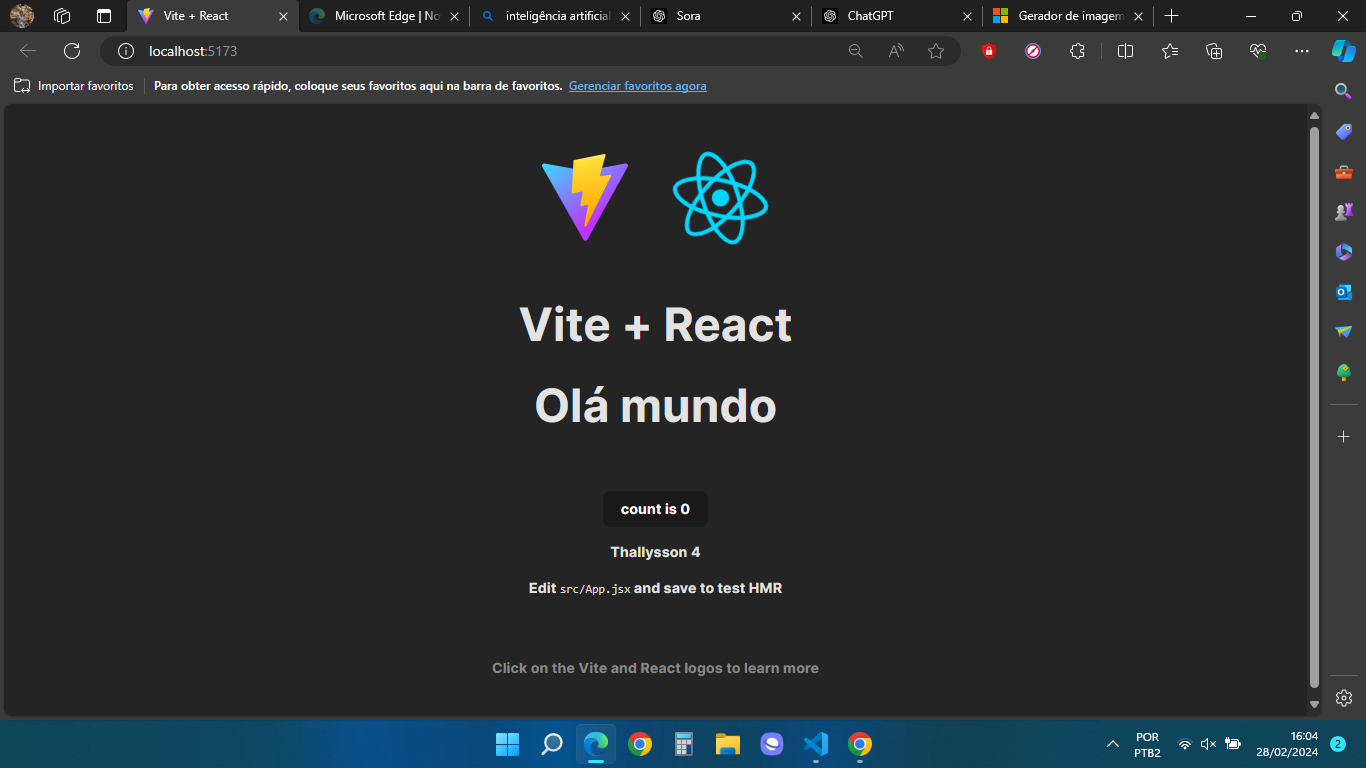 Vite + React
Microsoft Edge | No
inteligência artificial
Sora
ChatGPT
Gerador de imagem
localhost:5173
Importar favoritos
Para obter acesso rápido, coloque seus favoritos aqui na barra de favoritos. Gerenciar favoritos agora
Vite + React
Olá mundo
count is 0
Thallysson 4
Edit src/App.jsx and save to test HMR
Click on the Vite and React logos to learn more
POR
PTB2
16:04
28/02/2024
2